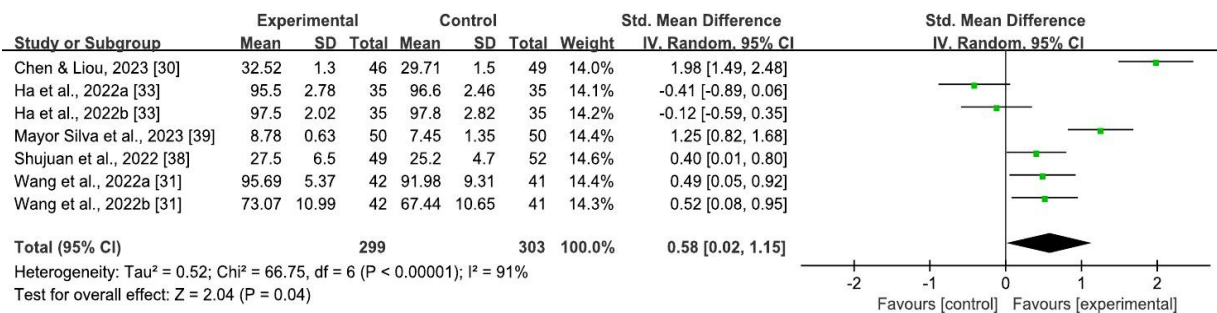 Experimental Control Std. Mean Difference Std. Mean Difference
Study or Subgroup Mean SD Total Mean SD Total Weight IV, Random, 95% CI IV, Random, 95% CI
Chen & Liou, 2023 [30] 32.52 1.3 46 29.71 1.5 49 14.0% 1.98 [1.49, 2.48]
Ha et al., 2022a [33] 95.5 2.78 35 96.6 2.46 35 14.1% -0.41 [-0.89, 0.06]
Ha et al., 2022b [33] 97.5 2.02 35 97.8 2.82 35 14.2% -0.12 [-0.59, 0.35]
Mayor Silva et al., 2023 [39] 8.78 0.63 50 7.45 1.35 50 14.4% 1.25 [0.82, 1.68]
Shujuan et al., 2022 [38] 27.5 6.5 49 25.2 4.7 52 14.6% 0.40 [0.01, 0.80]
Wang et al., 2022a [31] 95.69 5.37 42 91.98 9.31 41 14.4% 0.49 [0.05, 0.92]
Wang et al., 2022b [31] 73.07 10.99 42 67.44 10.65 41 14.3% 0.52 [0.08, 0.95]
Total (95% CI) 299 303 100.0% 0.58 [0.02, 1.15]
Heterogeneity: Tau² = 0.52; Chi² = 66.75, df = 6 (P < 0.00001); I² = 91%
Test for overall effect: Z = 2.04 (P = 0.04)
-2 -1 0 1 2
Favours [control] Favours [experimental]